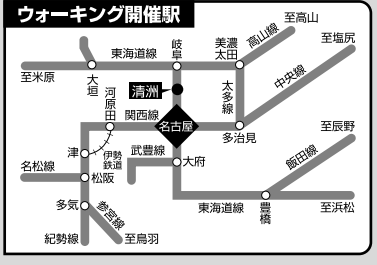 ウォーキング開催駅
至高山
岐阜
美濃太田
高山線
至塩尻
東海道線
至米原
大垣
清洲
太多線
中央線
河原田
関西線
名古屋
多治見
至辰野
津
伊勢鉄道
武豊線
大府
飯田線
名松線
松阪
多気
参宮線
東海道線
豊橋
至浜松
紀勢線
至鳥羽